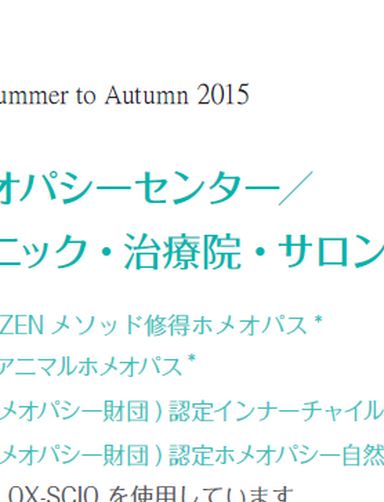 ummer to Autumn 2015
オパシーセンター／
ニック・治療院・サロン
ZEN メソッド修得ホメオパス *
アニマルホメオパス *
メオパシー財団 ) 認定インナーチャイル
メオパシー財団 ) 認定ホメオパシー自然
QX-SCIO を使用しています